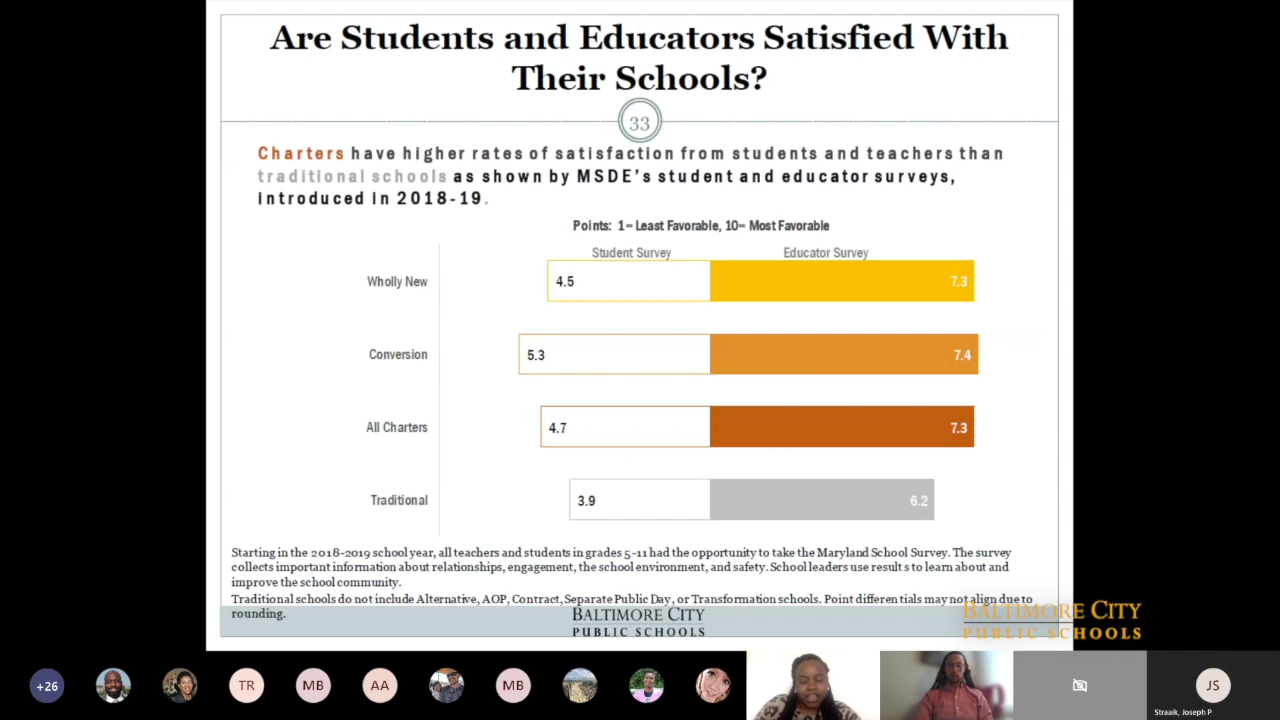 Are Students and Educators Satisfied With
Their Schools?
33
Charters have higher rates of satisfaction from students and teachers than
traditional schools as shown by MSDE's student and educator surveys,
introduced in 2018-19.
Points: 1= Least Favorable, 10= Most Favorable
Student Survey Educator Survey
Wholly New 4.5 7.3
Conversion 5.3 7.4
All Charters 4.7 7.3
Traditional 3.9 6.2
Starting in the 2018-2019 school year, all teachers and students in grades 5-11 had the opportunity to take the Maryland School Survey. The survey
collects important information about relationships, engagement, the school environment, and safety. School leaders use results to learn about and
improve the school community.
Traditional schools do not include Alternative, AOP, Contract, Separate Public Day, or Transformation schools. Point differentials may not align due to
rounding.
BALTIMORE CITY
PUBLIC SCHOOLS
BALTIMORE CITY
PUBLIC SCHOOLS
+26 TR MB AA MB JS
Straaik, Joseph P